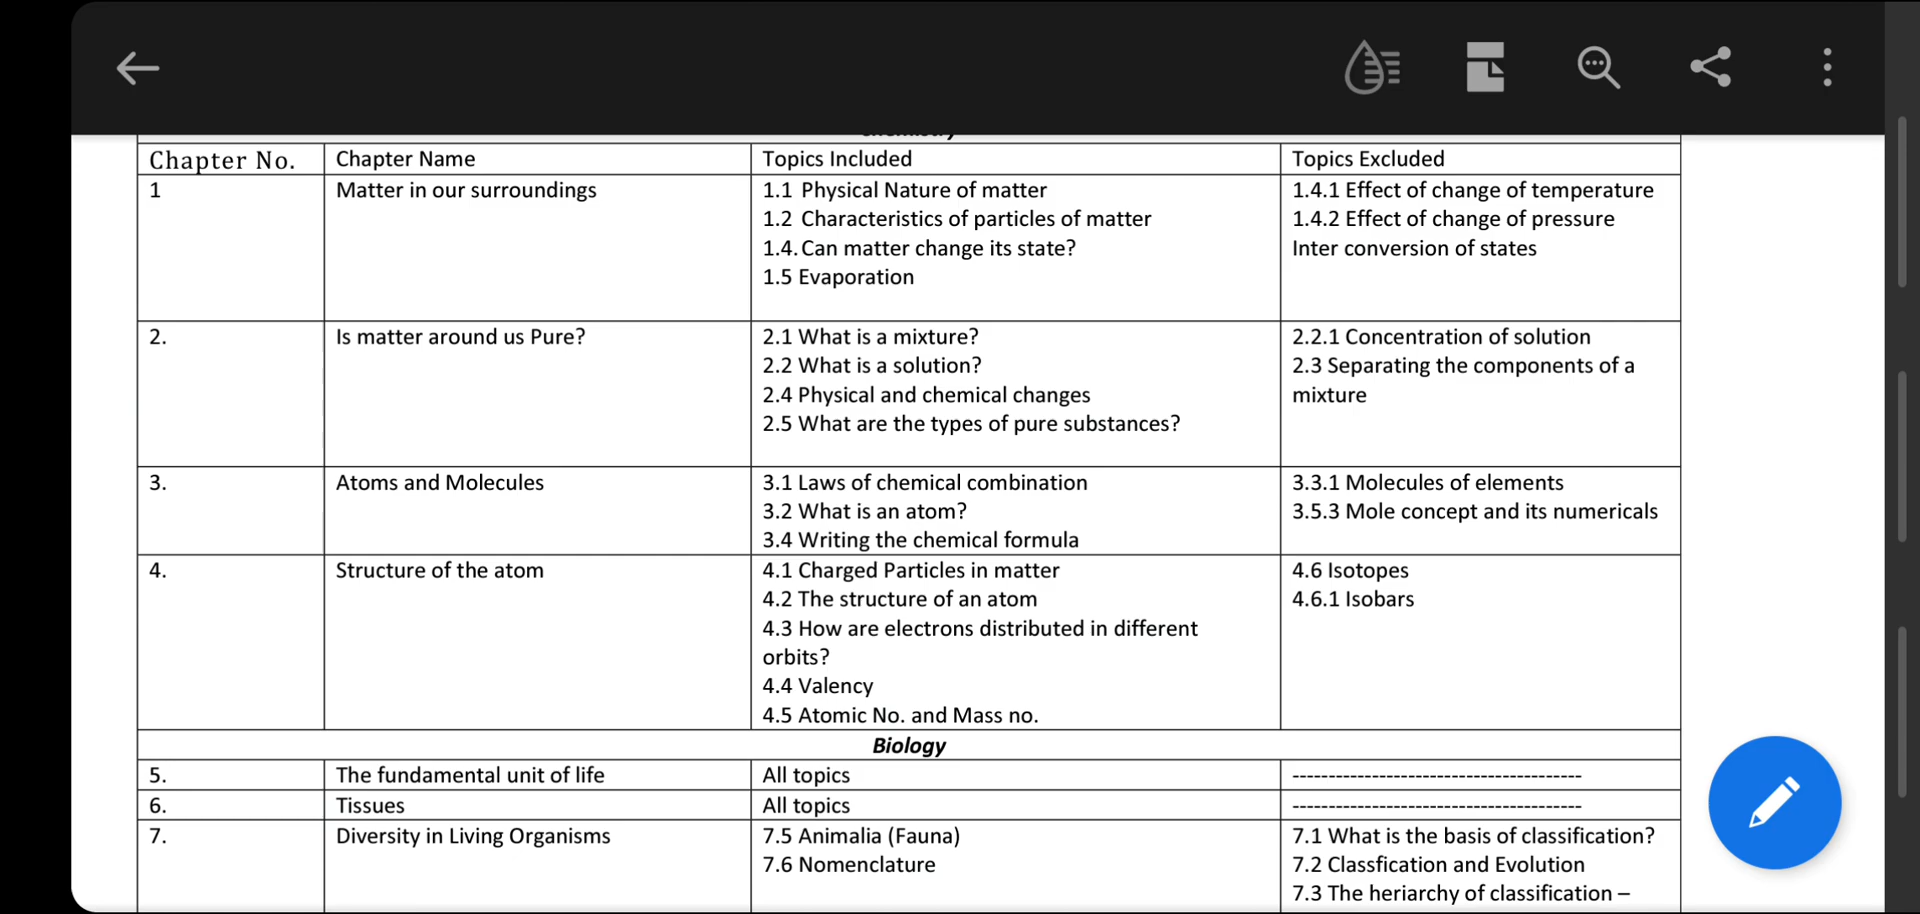 Chemistry
Chapter No. Chapter Name Topics Included Topics Excluded
1 Matter in our surroundings 1.1 Physical Nature of matter 1.4.1 Effect of change of temperature
1.2 Characteristics of particles of matter 1.4.2 Effect of change of pressure
1.4. Can matter change its state? Inter conversion of states
1.5 Evaporation
2. Is matter around us Pure? 2.1 What is a mixture? 2.2.1 Concentration of solution
2.2 What is a solution? 2.3 Separating the components of a
2.4 Physical and chemical changes mixture
2.5 What are the types of pure substances?
3. Atoms and Molecules 3.1 Laws of chemical combination 3.3.1 Molecules of elements
3.2 What is an atom? 3.5.3 Mole concept and its numericals
3.4 Writing the chemical formula
4. Structure of the atom 4.1 Charged Particles in matter 4.6 Isotopes
4.2 The structure of an atom 4.6.1 Isobars
4.3 How are electrons distributed in different
orbits?
4.4 Valency
4.5 Atomic No. and Mass no.
Biology
5. The fundamental unit of life All topics ----------------------------------------
6. Tissues All topics ----------------------------------------
7. Diversity in Living Organisms 7.5 Animalia (Fauna) 7.1 What is the basis of classification?
7.6 Nomenclature 7.2 Classfication and Evolution
7.3 The heriarchy of classification –